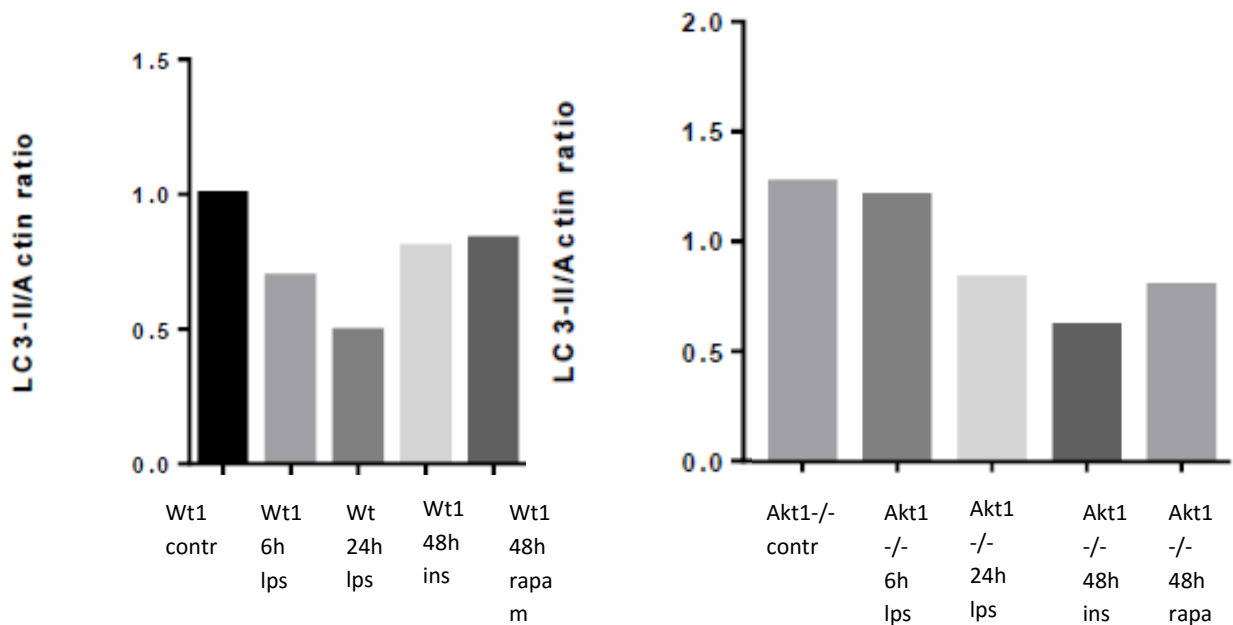 LC3-II/Actin ratio
1.5
1.0
0.5
0.0
Wt1
contr
Wt1
6h
lps
Wt
24h
lps
Wt1
48h
ins
Wt1
48h
rapa
m
LC3-II/Actin ratio
2.0
1.5
1.0
0.5
0.0
Akt1-/-
contr
Akt1
-/-
6h
lps
Akt1
-/-
24h
lps
Akt1
-/-
48h
ins
Akt1
-/-
48h
rapa